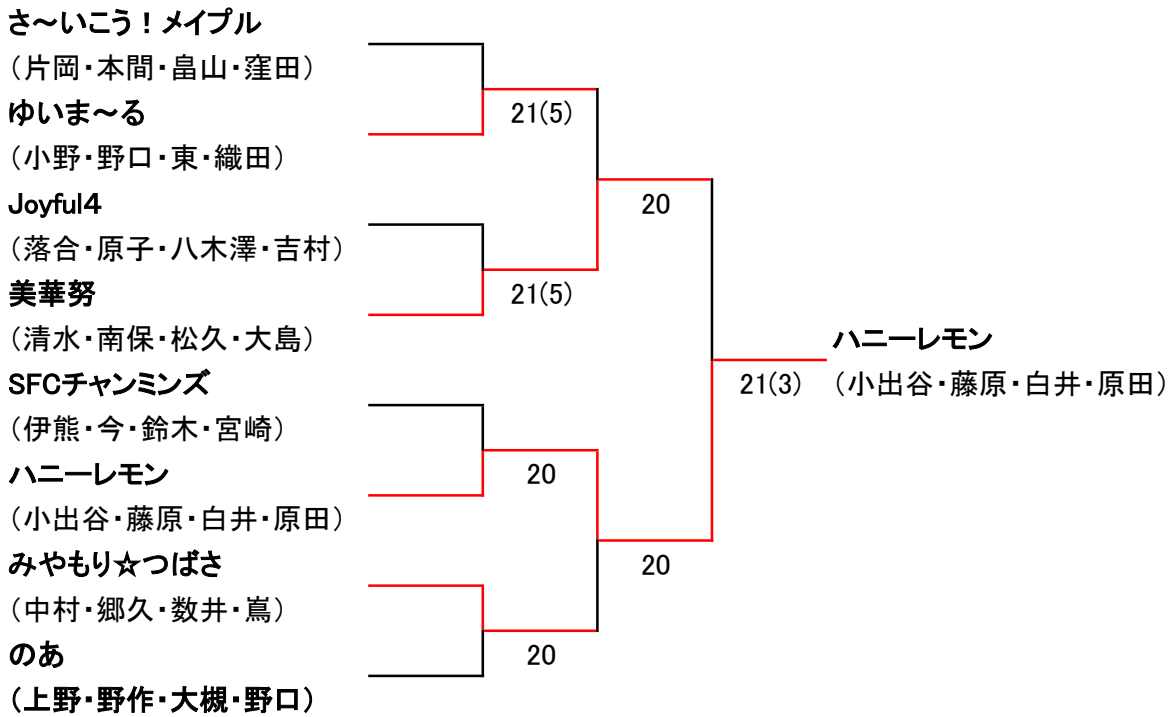 さ～いこう！メイプル
（片岡・本間・畠山・窪田）
ゆいま～る
21(5)
（小野・野口・東・織田）
Joyful4
20
（落合・原子・八木澤・吉村）
美華努
21(5)
（清水・南保・松久・大島）
ハニーレモン
SFCチャンミンズ
21(3)
（小出谷・藤原・白井・原田）
（伊熊・今・鈴木・宮崎）
ハニーレモン
20
（小出谷・藤原・白井・原田）
みやもり☆つばさ
20
（中村・郷久・数井・嶌）
のあ
20
（上野・野作・大槻・野口）